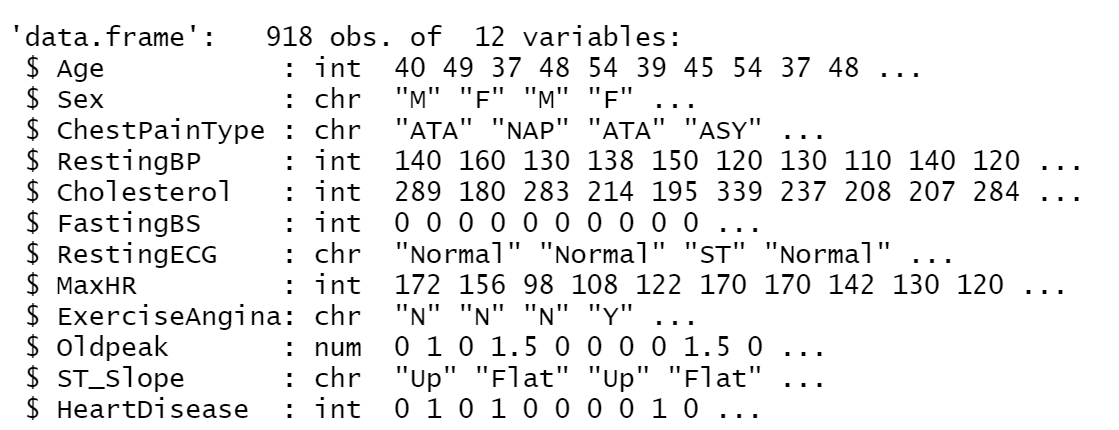 'data.frame':   918 obs. of  12 variables:
 $ Age           : int  40 49 37 48 54 39 45 54 37 48 ...
 $ Sex           : chr  "M" "F" "M" "F" ...
 $ ChestPainType : chr  "ATA" "NAP" "ATA" "ASY" ...
 $ RestingBP     : int  140 160 130 138 150 120 130 110 140 120 ...
 $ Cholesterol   : int  289 180 283 214 195 339 237 208 207 284 ...
 $ FastingBS     : int  0 0 0 0 0 0 0 0 0 0 ...
 $ RestingECG    : chr  "Normal" "Normal" "ST" "Normal" ...
 $ MaxHR         : int  172 156 98 108 122 170 170 142 130 120 ...
 $ ExerciseAngina: chr  "N" "N" "N" "Y" ...
 $ Oldpeak       : num  0 1 0 1.5 0 0 0 0 1.5 0 ...
 $ ST_Slope      : chr  "Up" "Flat" "Up" "Flat" ...
 $ HeartDisease  : int  0 1 0 1 0 0 0 0 1 0 ...